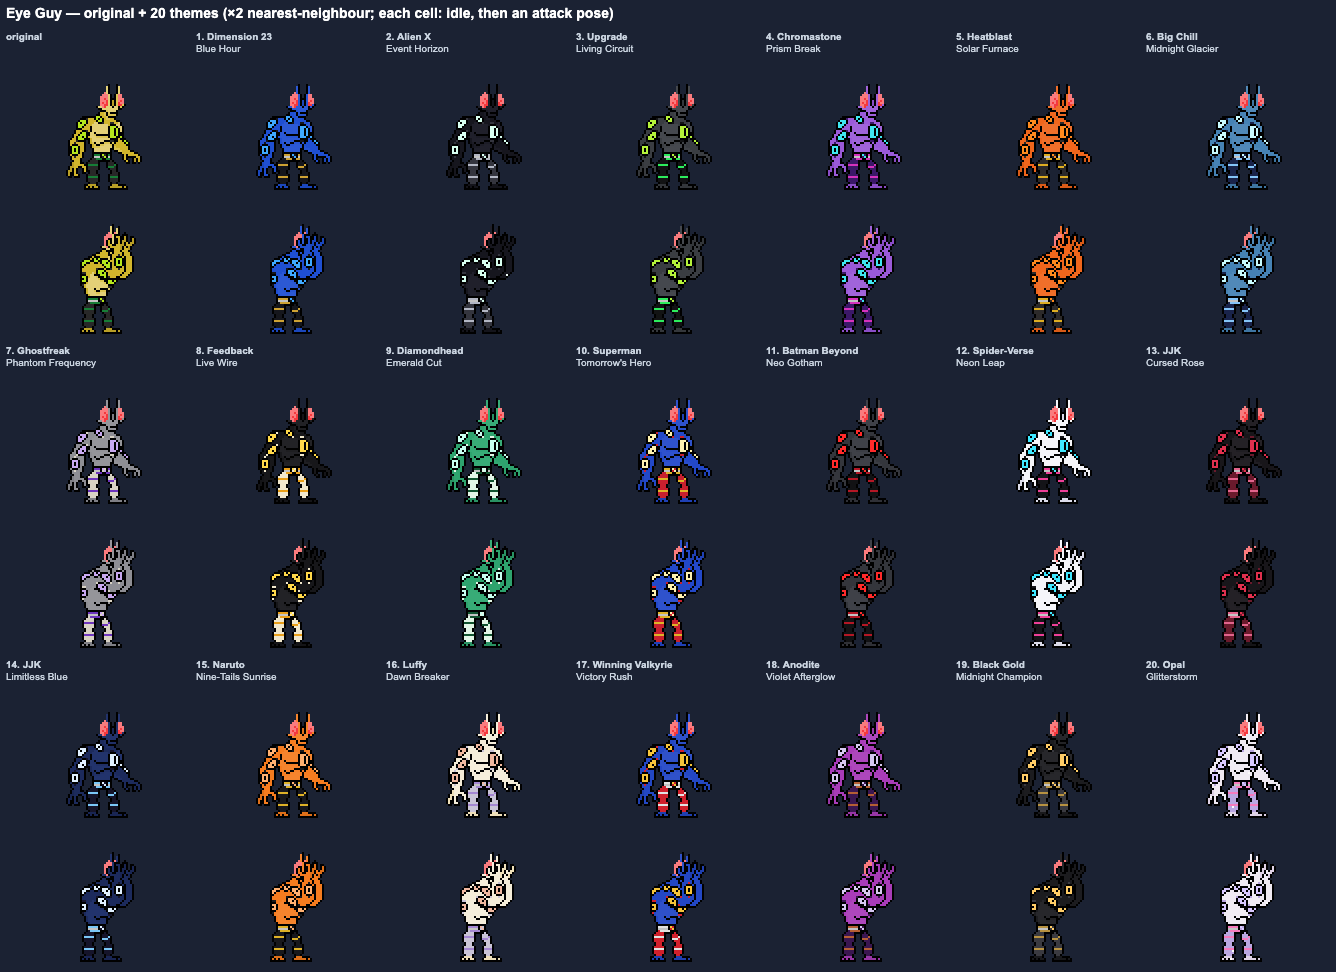 Eye Guy — original + 20 themes (×2 nearest-neighbour; each cell: idle, then an attack pose)
original
1. Dimension 23
Blue Hour
2. Alien X
Event Horizon
3. Upgrade
Living Circuit
4. Chromastone
Prism Break
5. Heatblast
Solar Furnace
6. Big Chill
Midnight Glacier
7. Ghostfreak
Phantom Frequency
8. Feedback
Live Wire
9. Diamondhead
Emerald Cut
10. Superman
Tomorrow's Hero
11. Batman Beyond
Neo Gotham
12. Spider-Verse
Neon Leap
13. JJK
Cursed Rose
14. JJK
Limitless Blue
15. Naruto
Nine-Tails Sunrise
16. Luffy
Dawn Breaker
17. Winning Valkyrie
Victory Rush
18. Anodite
Violet Afterglow
19. Black Gold
Midnight Champion
20. Opal
Glitterstorm